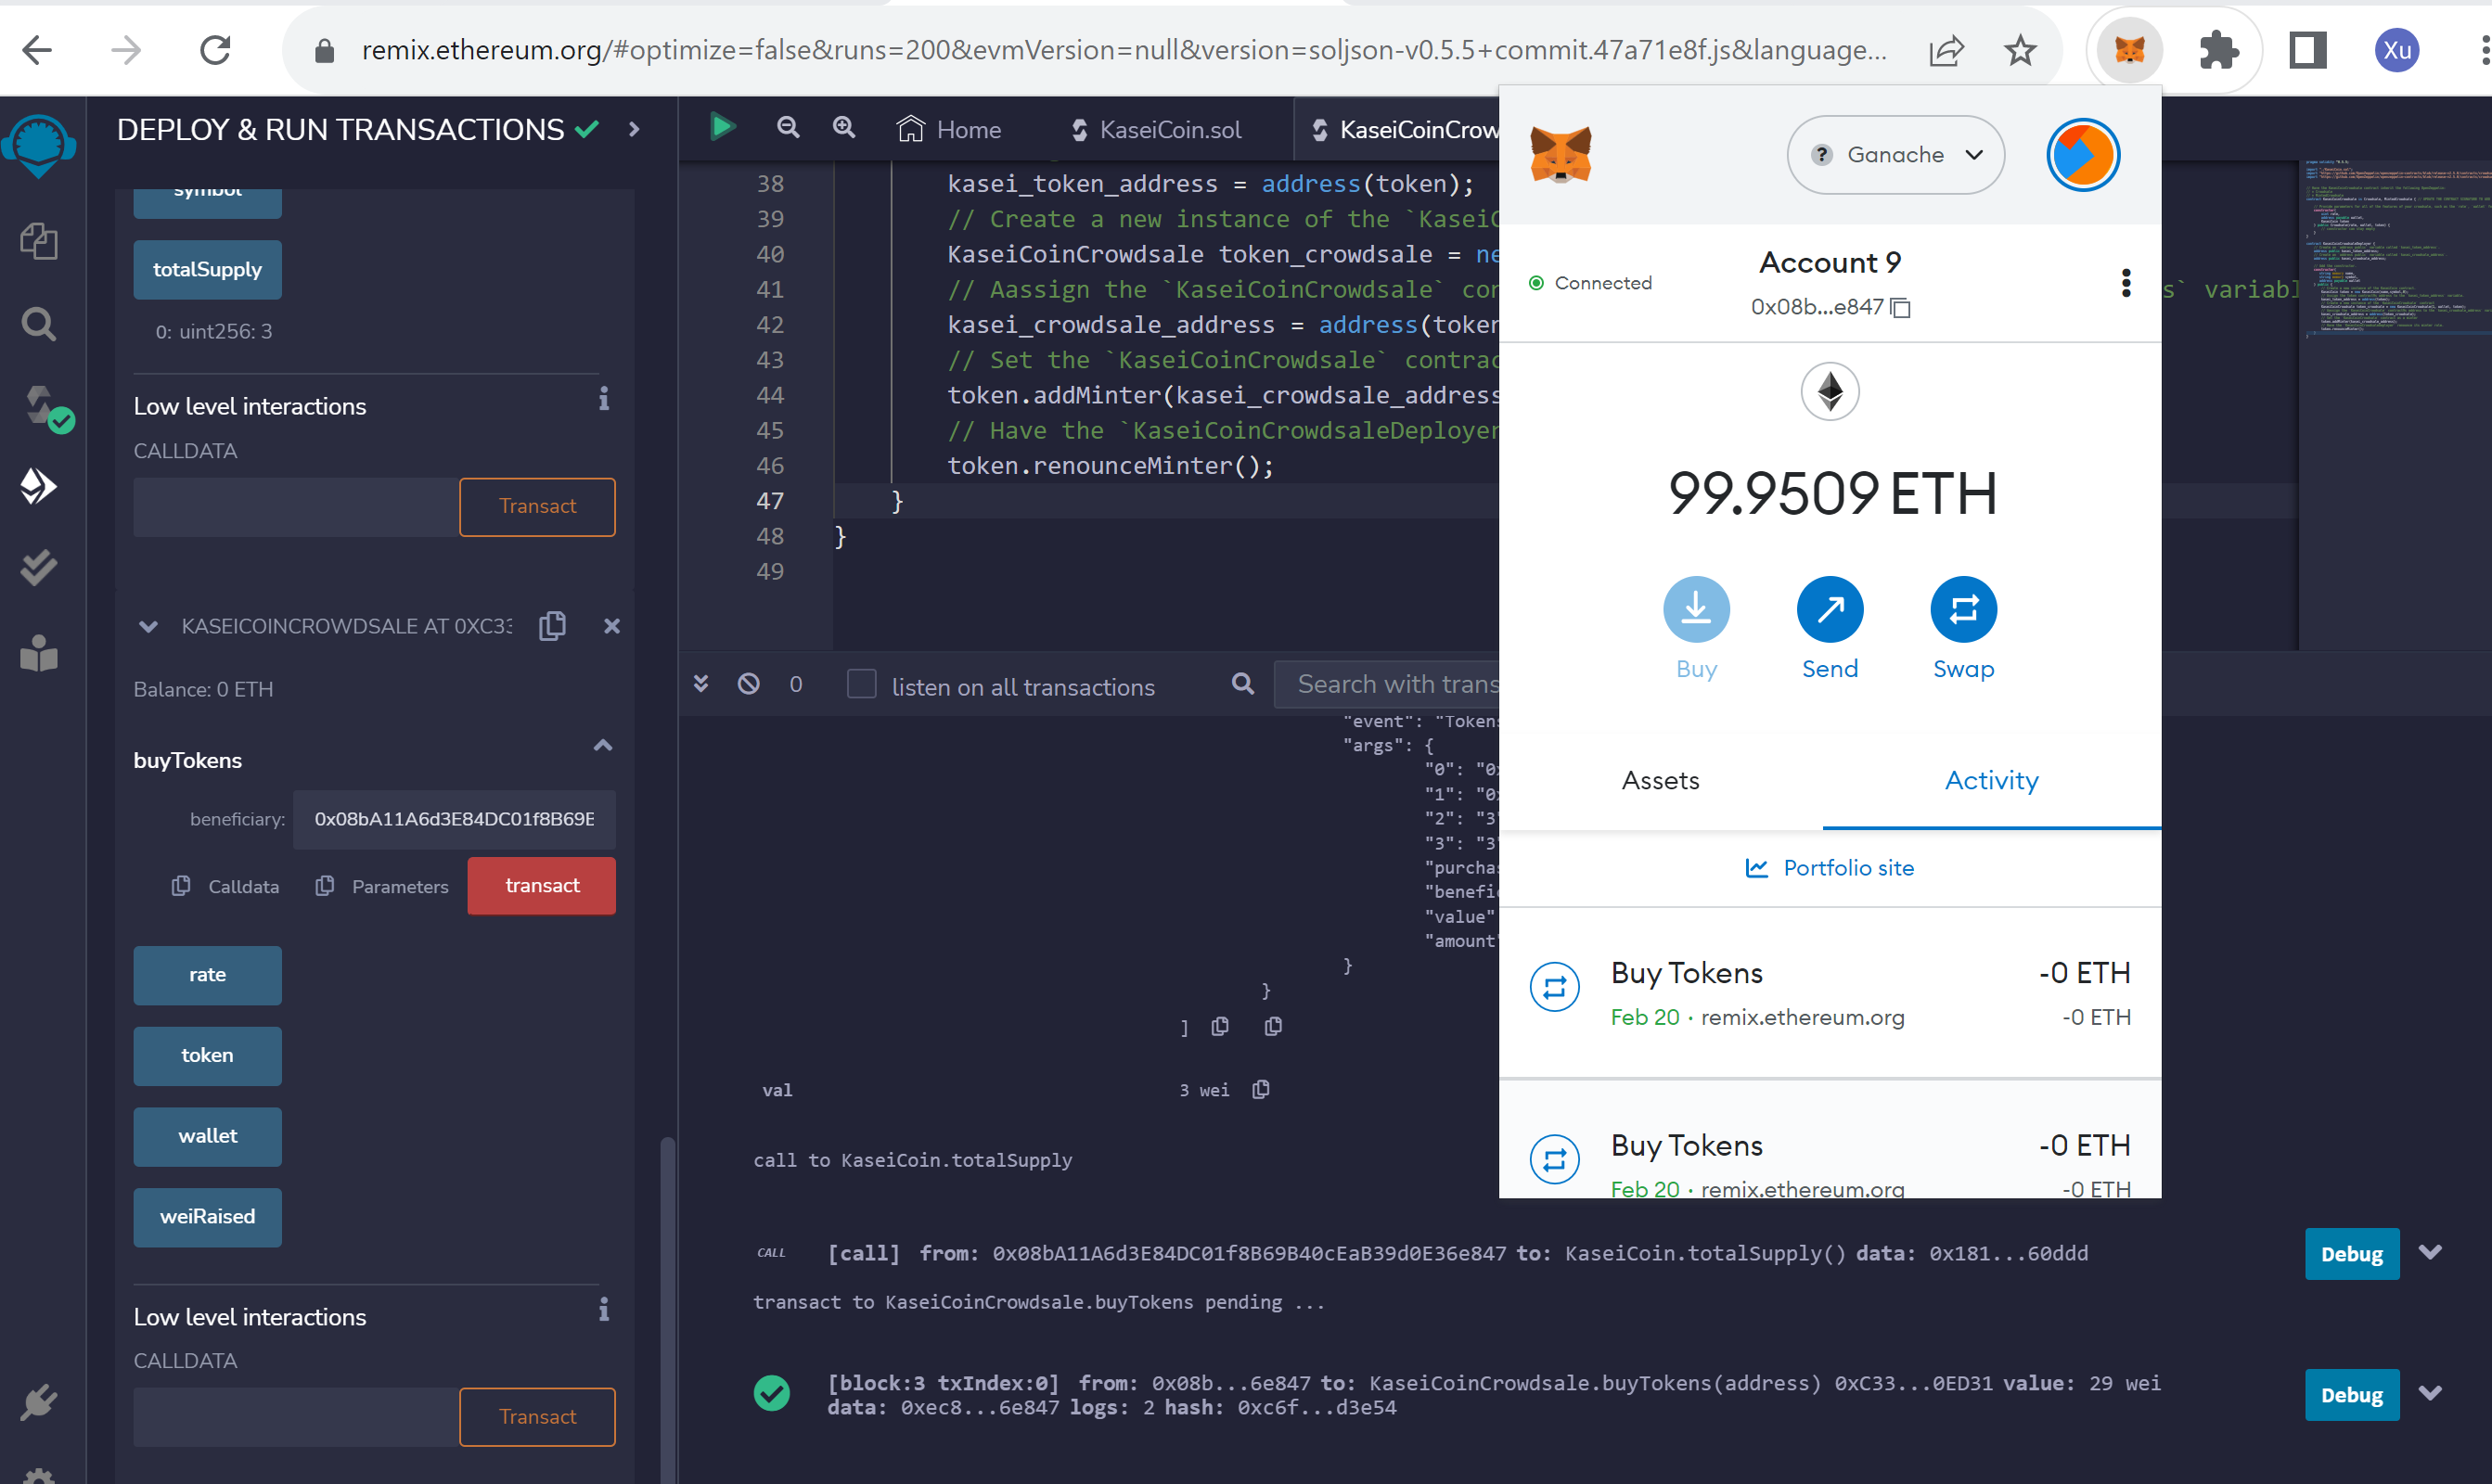 remix.ethereum.org/#optimize=false&runs=200&evmVersion=null&version=soljson-v0.5.5+commit.47a71e8f.js&language...
Xu
DEPLOY & RUN TRANSACTIONS
symbol
totalSupply
0: uint256: 3
Low level interactions
CALLDATA
Transact
KASEICOINCROWDSALE AT 0XC33
Balance: 0 ETH
buyTokens
beneficiary: 0x08bA11A6d3E84DC01f8B69E
Calldata Parameters transact
rate
token
wallet
weiRaised
Low level interactions
CALLDATA
Transact
Home KaseiCoin.sol KaseiCoinCrow
38 kasei_token_address = address(token);
39 // Create a new instance of the `KaseiC
40 KaseiCoinCrowdsale token_crowdsale = ne
41 // Aassign the `KaseiCoinCrowdsale` con s` variabl
42 kasei_crowdsale_address = address(token
43 // Set the `KaseiCoinCrowdsale` contrac
44 token.addMinter(kasei_crowdsale_address
45 // Have the `KaseiCoinCrowdsaleDeployer
46 token.renounceMinter();
47 }
48 }
49
0 listen on all transactions Search with trans
"event": "Tokens
"args": {
"0": "0x
"1": "0x
"2": "3"
"3": "3"
"purchas
"benefic
"value"
"amount"
}
}
]
val 3 wei
call to KaseiCoin.totalSupply
CALL [call] from: 0x08bA11A6d3E84DC01f8B69B40cEaB39d0E36e847 to: KaseiCoin.totalSupply() data: 0x181...60ddd
Debug
transact to KaseiCoinCrowdsale.buyTokens pending ...
[block:3 txIndex:0] from: 0x08b...6e847 to: KaseiCoinCrowdsale.buyTokens(address) 0xC33...0ED31 value: 29 wei
data: 0xec8...6e847 logs: 2 hash: 0xc6f...d3e54
Debug
? Ganache
Connected
Account 9
0x08b...e847
99.9509 ETH
Buy Send Swap
Assets Activity
Portfolio site
Buy Tokens -0 ETH
Feb 20 · remix.ethereum.org -0 ETH
Buy Tokens -0 ETH
Feb 20 · remix.ethereum.org -0 ETH